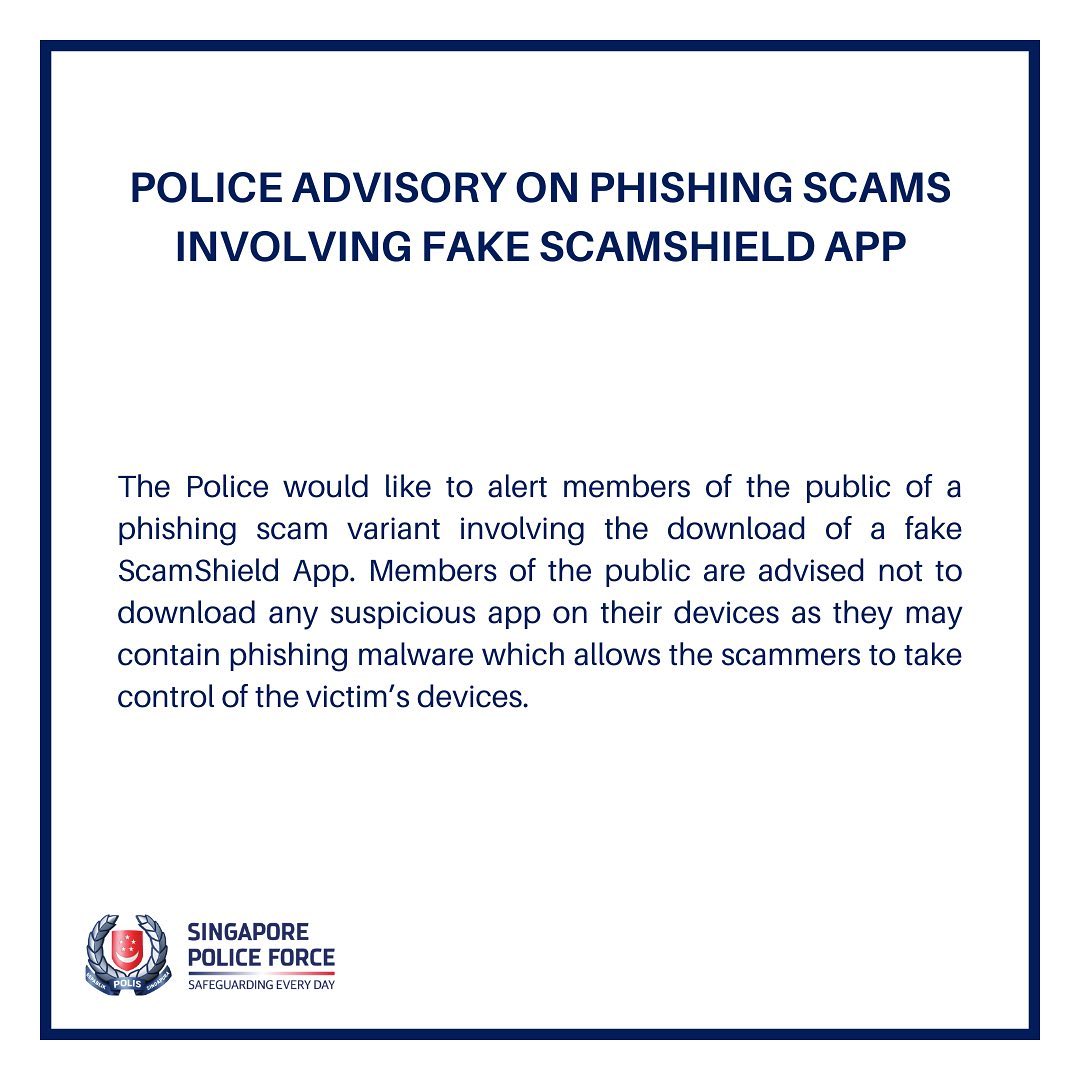 POLICE ADVISORY ON PHISHING SCAMS
INVOLVING FAKE SCAMSHIELD APP
The Police would like to alert members of the public of a
phishing scam variant involving the download of a fake
ScamShield App. Members of the public are advised not to
download any suspicious app on their devices as they may
contain phishing malware which allows the scammers to take
control of the victim’s devices.
REPUBLIK POLIS SINGAPURA
SINGAPORE
POLICE FORCE
SAFEGUARDING EVERY DAY